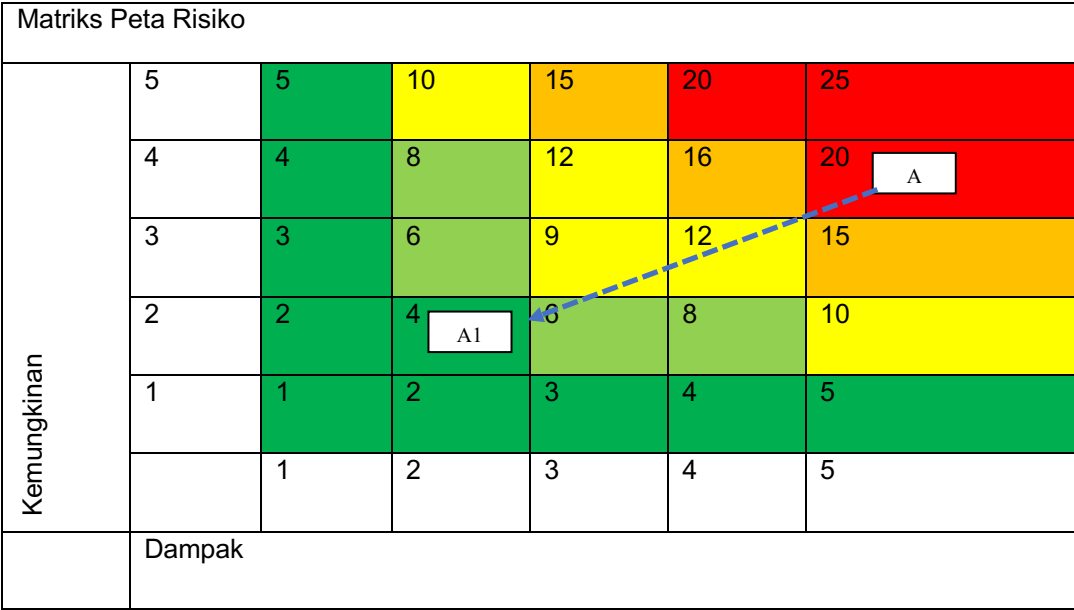 Matriks Peta Risiko
Kemungkinan
5 5 10 15 20 25
4 4 8 12 16 20 A
3 3 6 9 12 15
2 2 4 A1 6 8 10
1 1 2 3 4 5
1 2 3 4 5
Dampak